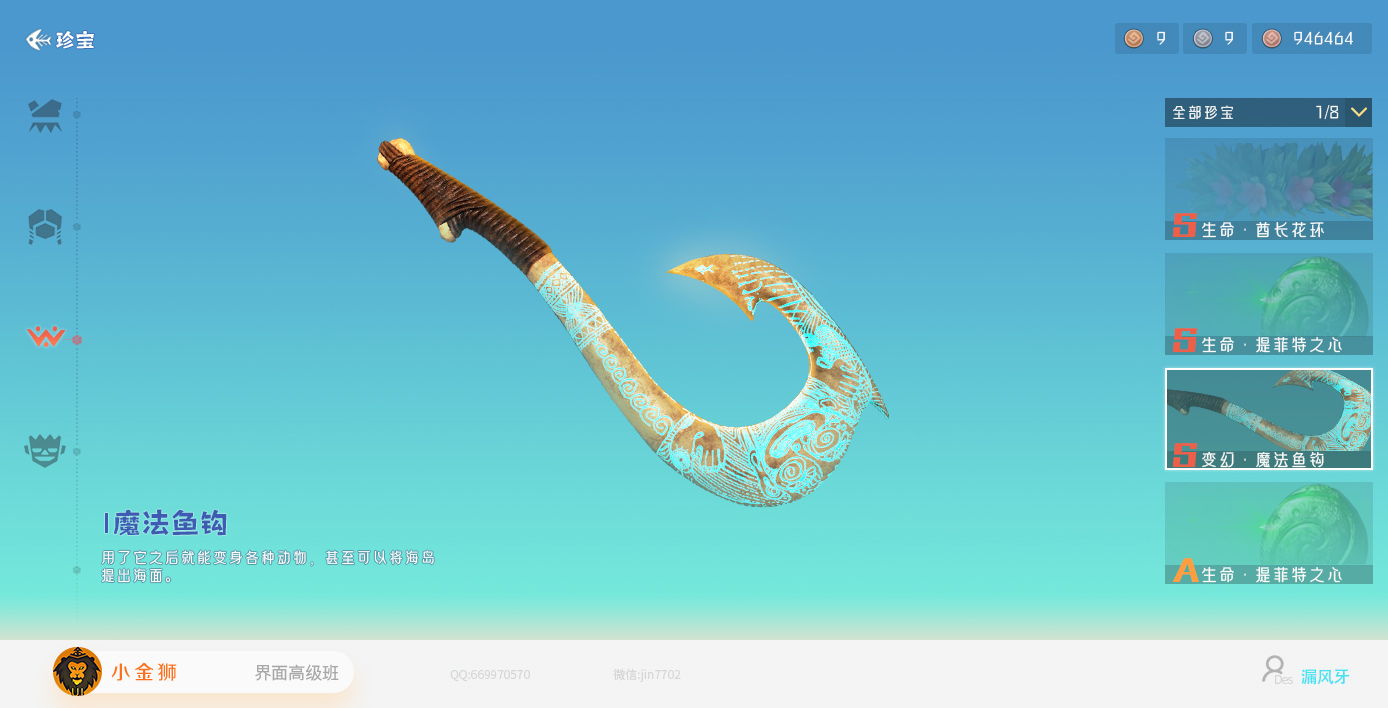 珍宝
9
9
946464
全部珍宝 1/8
S 生命·酋长花环
S 生命·提菲特之心
S 变幻·魔法鱼钩
A 生命·提菲特之心
魔法鱼钩
用了它之后就能变身各种动物，甚至可以将海岛
提出海面。
小金狮 界面高级班 QQ:669970570 微信:jin7702 Des 漏风牙